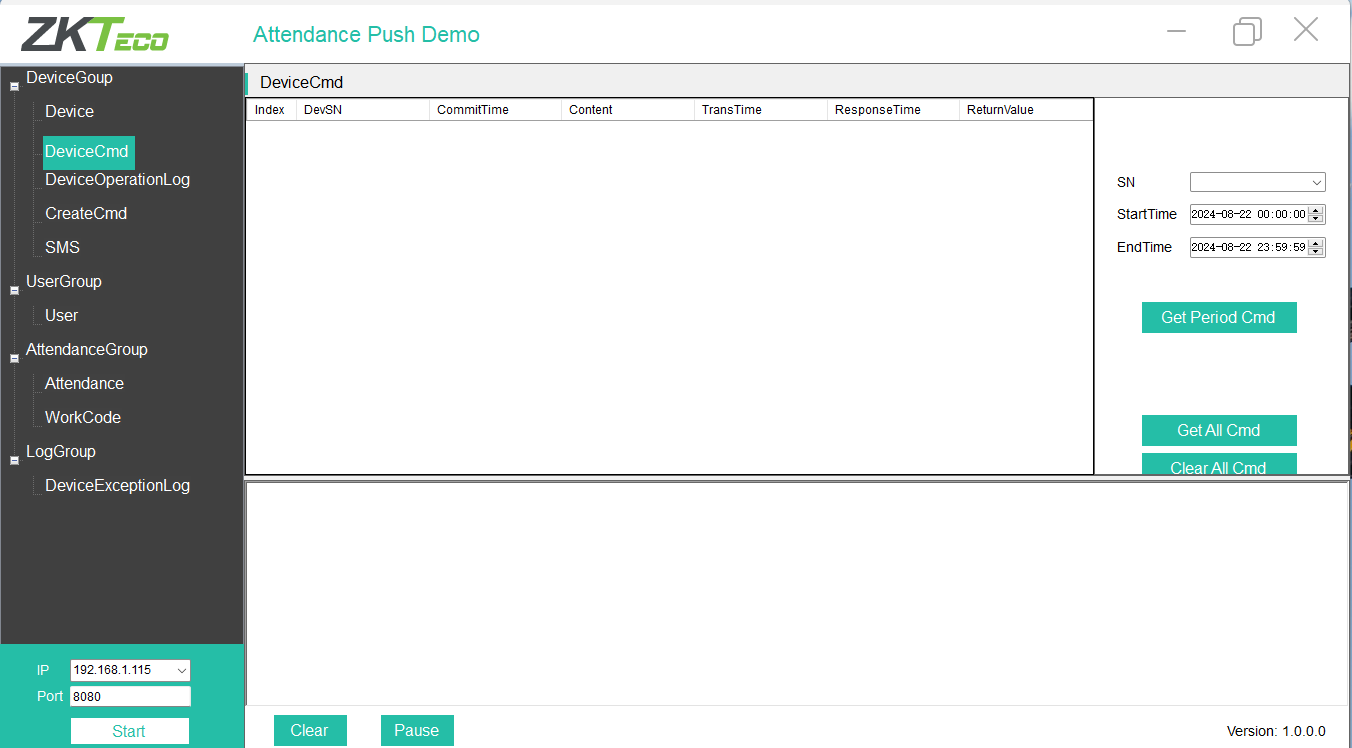 ZKTECO
Attendance Push Demo
DeviceGoup
Device
DeviceCmd
DeviceOperationLog
CreateCmd
SMS
UserGroup
User
AttendanceGroup
Attendance
WorkCode
LogGroup
DeviceExceptionLog
IP 192.168.1.115
Port 8080
Start
DeviceCmd
Index DevSN CommitTime Content TransTime ResponseTime ReturnValue
SN
StartTime 2024-08-22 00:00:00
EndTime 2024-08-22 23:59:59
Get Period Cmd
Get All Cmd
Clear All Cmd
Clear Pause
Version: 1.0.0.0